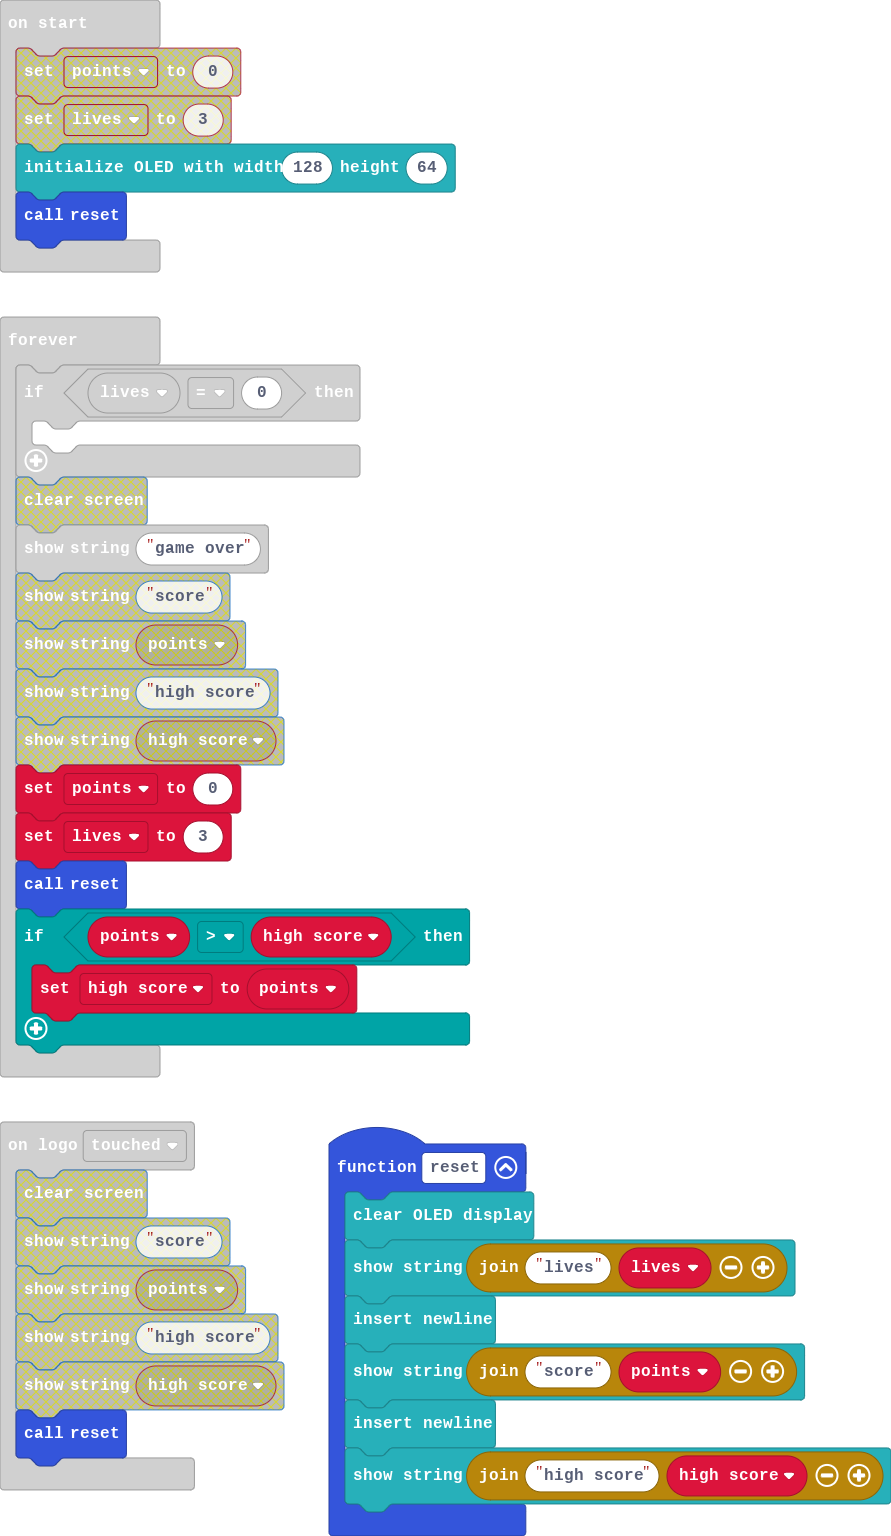 on start
set points to 0
set lives to 3
initialize OLED with width 128 height 64
call reset
forever
if lives = 0 then
clear screen
show string "game over"
show string "score"
show string points
show string "high score"
show string high score
set points to 0
set lives to 3
call reset
if points > high score then
set high score to points
on logo touched
clear screen
show string "score"
show string points
show string "high score"
show string high score
call reset
function reset
clear OLED display
show string join "lives" lives
insert newline
show string join "score" points
insert newline
show string join "high score" high score